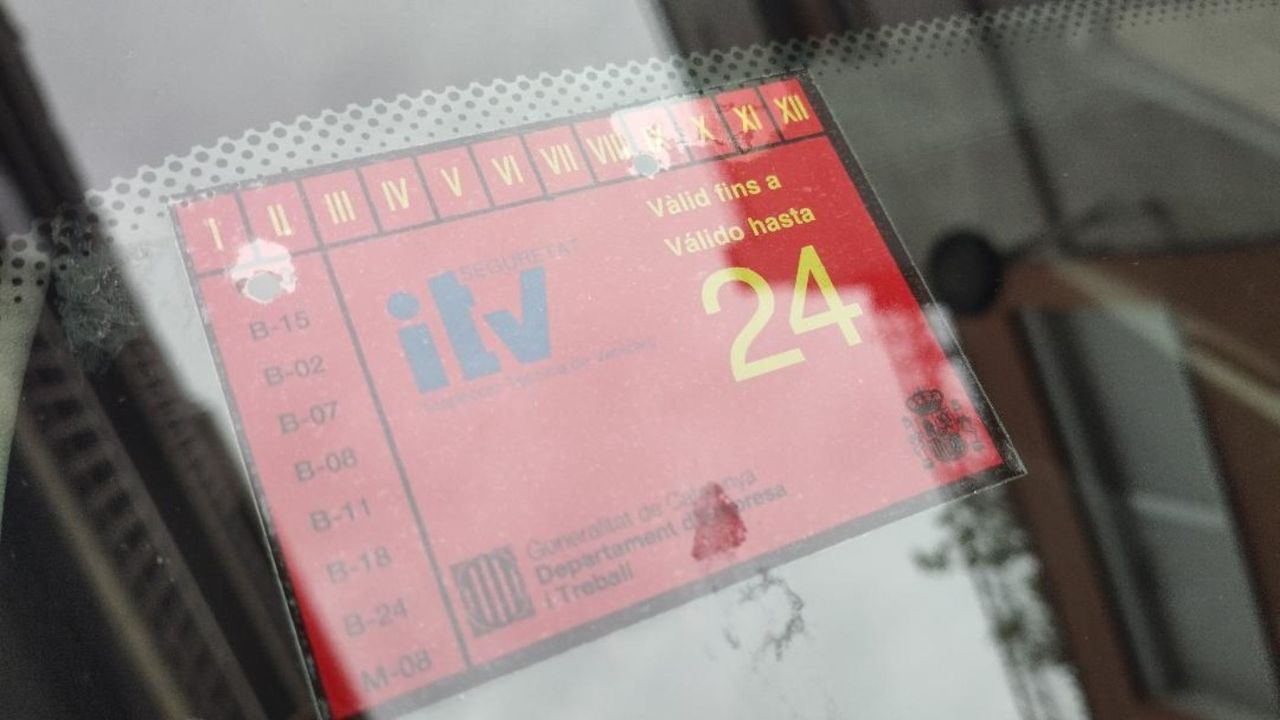 I II III IV V VI VII VIII IX X XI XII
Vàlid fins a
Válido hasta
24
SEGURETAT
itv
B-15
B-02
B-07
B-08
B-11
B-18
B-24
M-08
Generalitat de Catalunya
Departament d'Empresa
i Treball